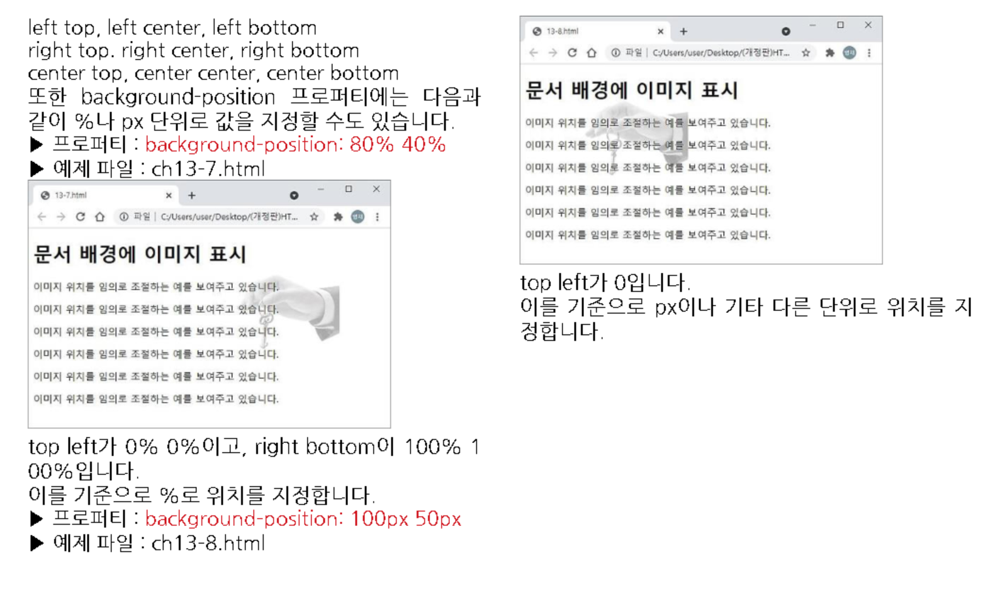 left top, left center, left bottom
right top. right center, right bottom
center top, center center, center bottom
또한 background-position 프로퍼티에는 다음과
같이 %나 px 단위로 값을 지정할 수도 있습니다.
▶ 프로퍼티 : background-position: 80% 40%
▶ 예제 파일 : ch13-7.html
13-7.html
파일 | C:/Users/user/Desktop/(개정판)HT...
문서 배경에 이미지 표시
이미지 위치를 임의로 조절하는 예를 보여주고 있습니다.
이미지 위치를 임의로 조절하는 예를 보여주고 있습니다.
이미지 위치를 임의로 조절하는 예를 보여주고 있습니다.
이미지 위치를 임의로 조절하는 예를 보여주고 있습니다.
이미지 위치를 임의로 조절하는 예를 보여주고 있습니다.
이미지 위치를 임의로 조절하는 예를 보여주고 있습니다.
top left가 0% 0%이고, right bottom이 100% 1
00%입니다.
이를 기준으로 %로 위치를 지정합니다.
▶ 프로퍼티 : background-position: 100px 50px
▶ 예제 파일 : ch13-8.html
13-8.html
파일 | C:/Users/user/Desktop/(개정판)HT...
문서 배경에 이미지 표시
이미지 위치를 임의로 조절하는 예를 보여주고 있습니다.
이미지 위치를 임의로 조절하는 예를 보여주고 있습니다.
이미지 위치를 임의로 조절하는 예를 보여주고 있습니다.
이미지 위치를 임의로 조절하는 예를 보여주고 있습니다.
이미지 위치를 임의로 조절하는 예를 보여주고 있습니다.
이미지 위치를 임의로 조절하는 예를 보여주고 있습니다.
top left가 0입니다.
이를 기준으로 px이나 기타 다른 단위로 위치를 지
정합니다.